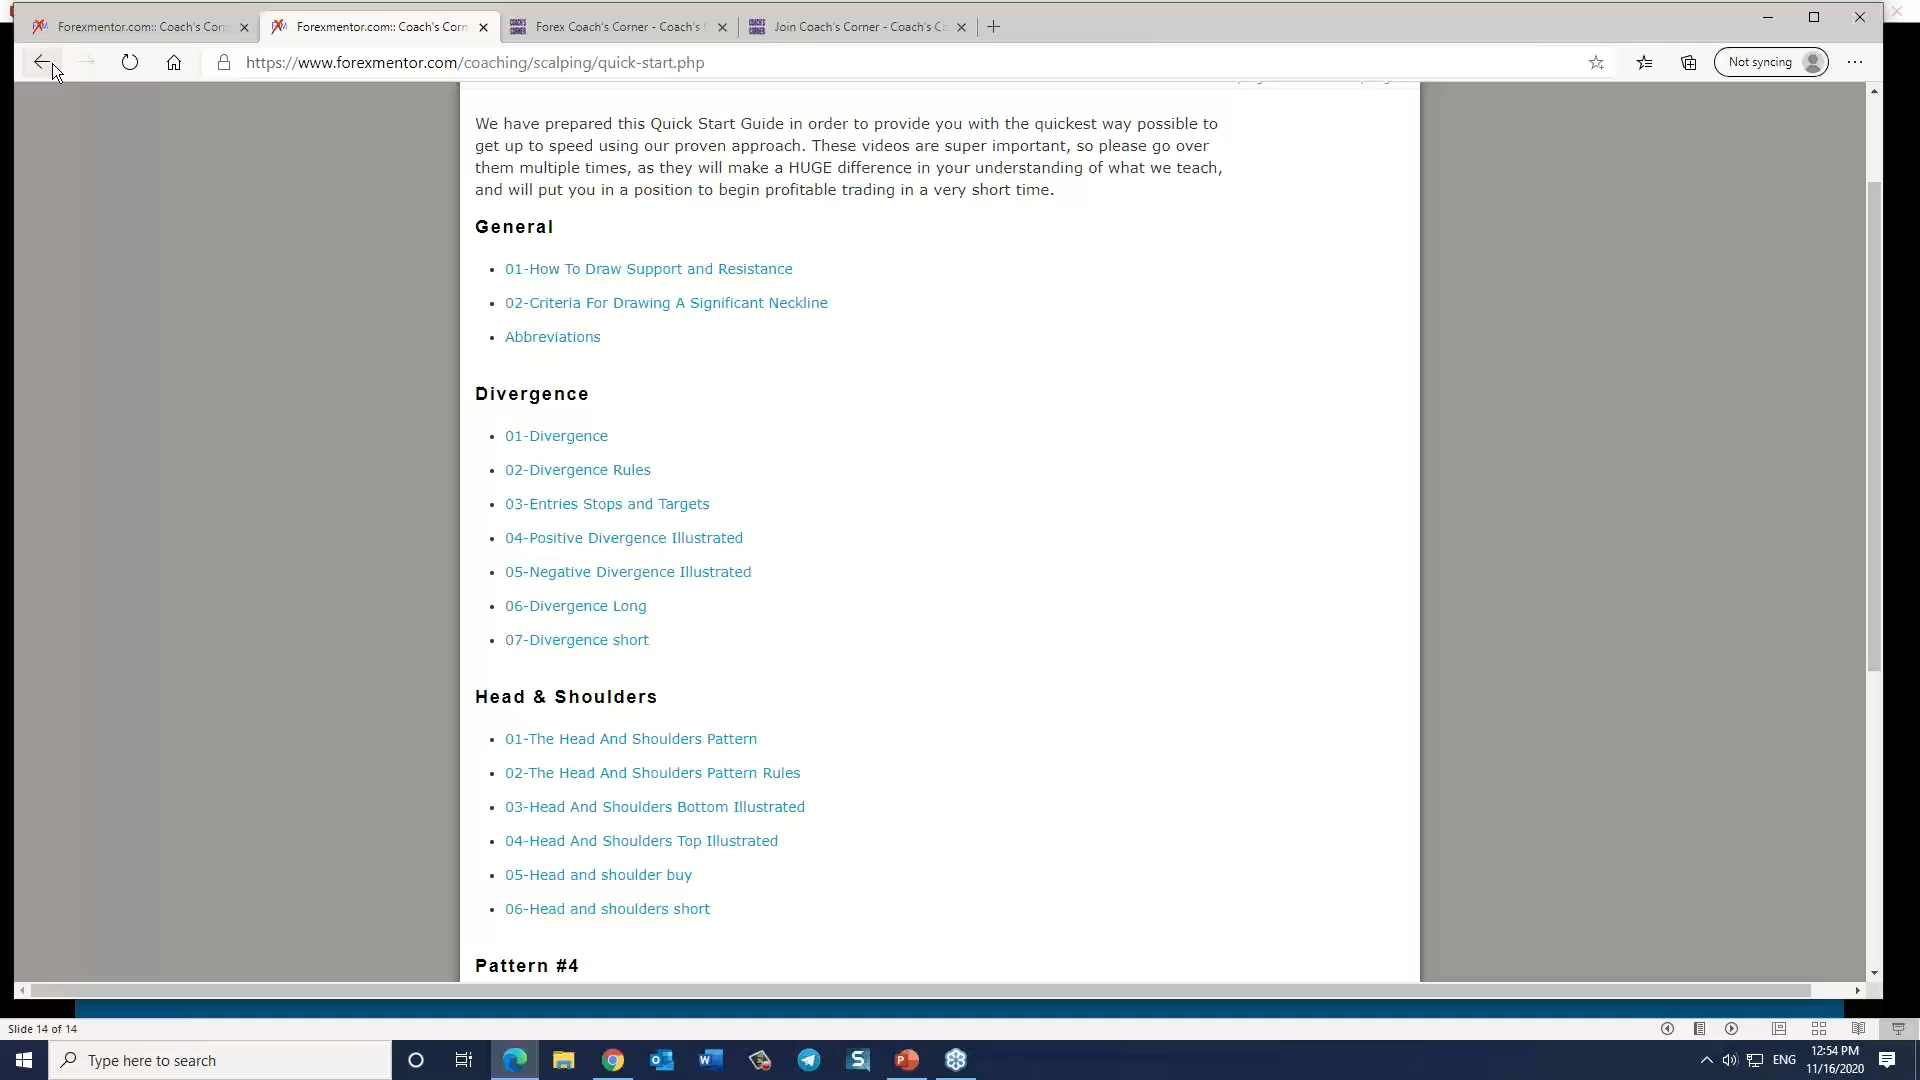 Forexmentor.com:: Coach's Corn
Forexmentor.com:: Coach's Corn
Forex Coach's Corner - Coach's
Join Coach's Corner - Coach's Co
https://www.forexmentor.com/coaching/scalping/quick-start.php
Not syncing
We have prepared this Quick Start Guide in order to provide you with the quickest way possible to
get up to speed using our proven approach. These videos are super important, so please go over
them multiple times, as they will make a HUGE difference in your understanding of what we teach,
and will put you in a position to begin profitable trading in a very short time.
General
• 01-How To Draw Support and Resistance
• 02-Criteria For Drawing A Significant Neckline
• Abbreviations
Divergence
• 01-Divergence
• 02-Divergence Rules
• 03-Entries Stops and Targets
• 04-Positive Divergence Illustrated
• 05-Negative Divergence Illustrated
• 06-Divergence Long
• 07-Divergence short
Head & Shoulders
• 01-The Head And Shoulders Pattern
• 02-The Head And Shoulders Pattern Rules
• 03-Head And Shoulders Bottom Illustrated
• 04-Head And Shoulders Top Illustrated
• 05-Head and shoulder buy
• 06-Head and shoulders short
Pattern #4
Slide 14 of 14
Type here to search
ENG
12:54 PM
11/16/2020